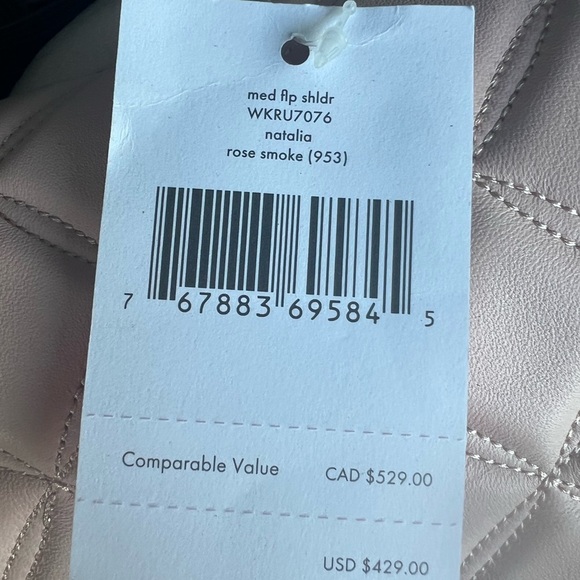 med flp shldr
WKRU7076
natalia
rose smoke (953)
7 67883 69584 5
Comparable Value CAD $529.00
USD $429.00